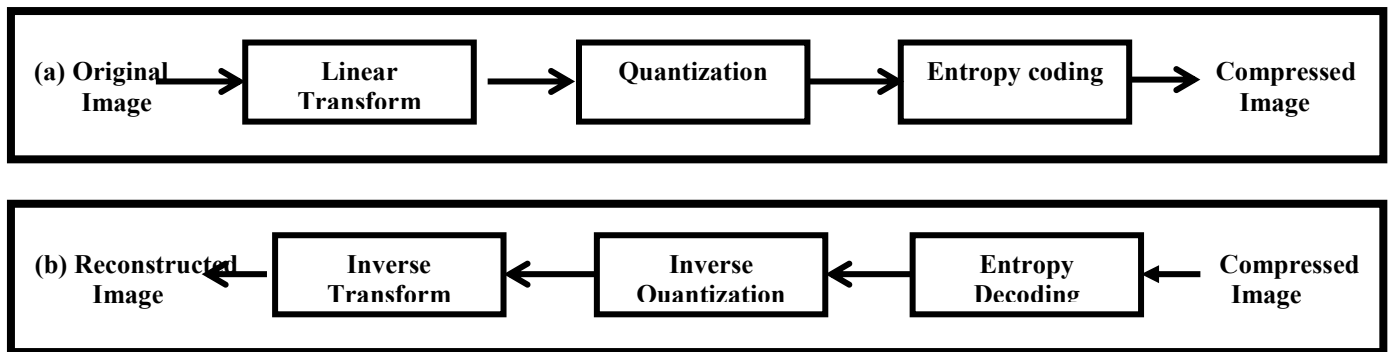 (a) Original
Image
Linear
Transform
Quantization
Entropy coding
Compressed
Image
(b) Reconstructed
Image
Inverse
Transform
Inverse
Quantization
Entropy
Decoding
Compressed
Image